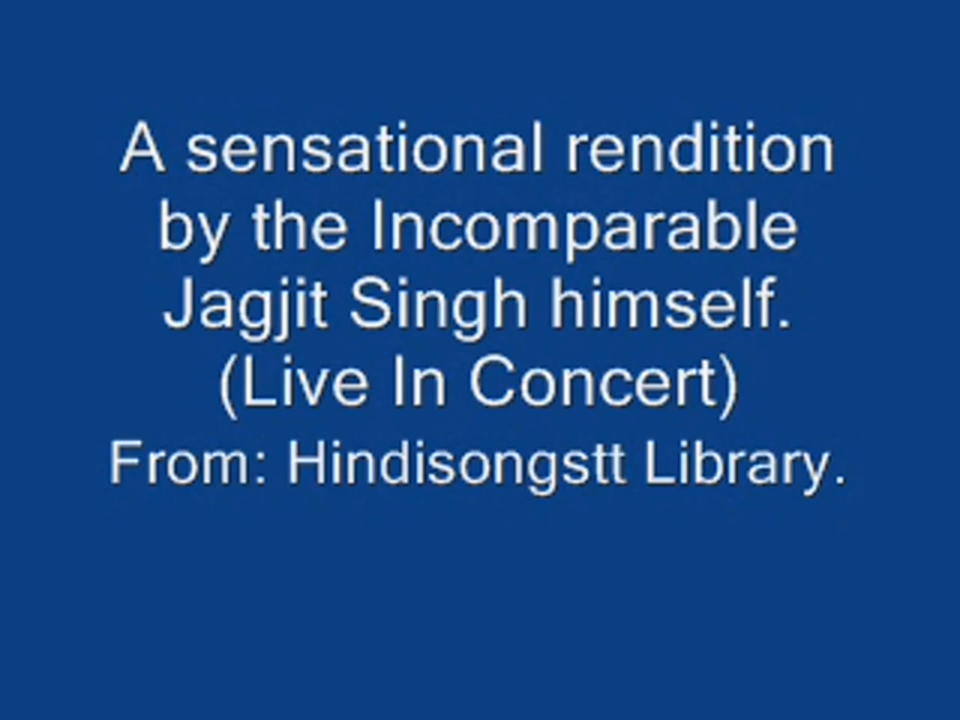 A sensational rendition
by the Incomparable
Jagjit Singh himself.
(Live In Concert)
From: Hindisongstt Library.